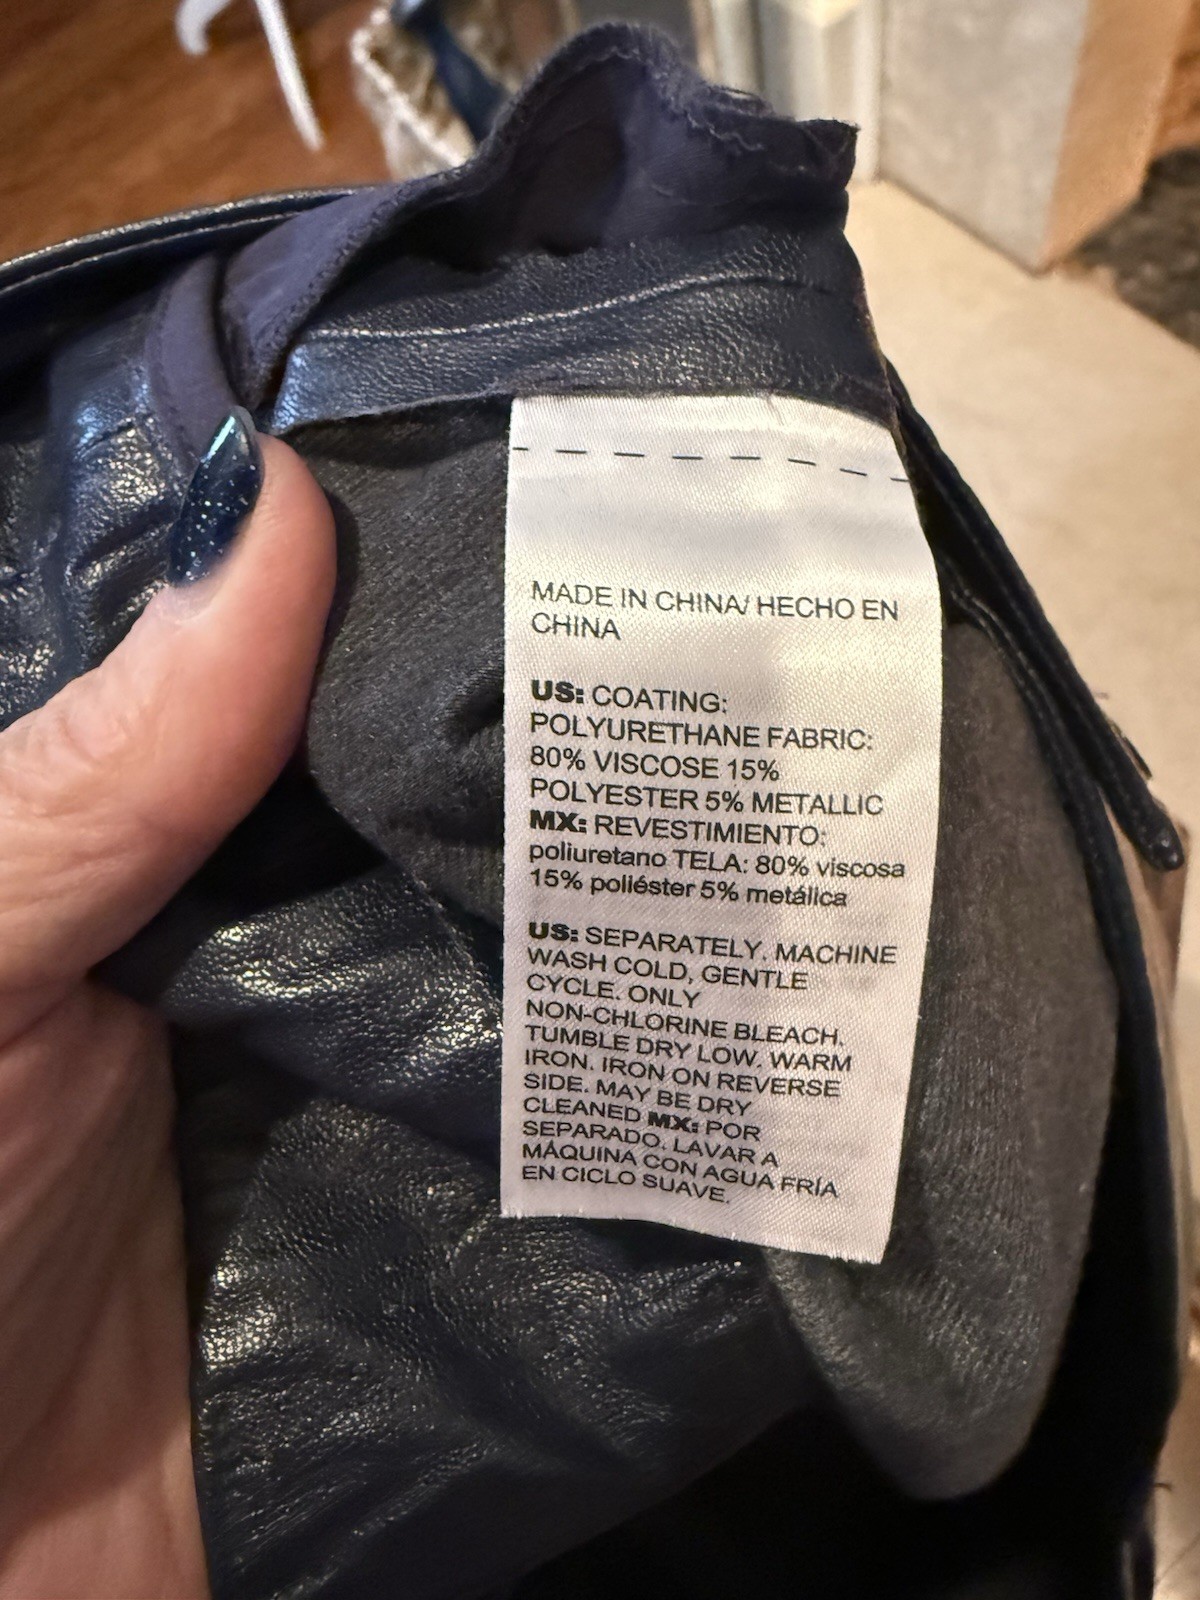 MADE IN CHINA/ HECHO EN
CHINA
US: COATING:
POLYURETHANE FABRIC:
80% VISCOSE 15%
POLYESTER 5% METALLIC
MX: REVESTIMIENTO:
poliuretano TELA: 80% viscosa
15% poliéster 5% metálica
US: SEPARATELY. MACHINE
WASH COLD, GENTLE
CYCLE. ONLY
NON-CHLORINE BLEACH.
TUMBLE DRY LOW. WARM
IRON. IRON ON REVERSE
SIDE. MAY BE DRY
CLEANED MX: POR
SEPARADO. LAVAR A
MÁQUINA CON AGUA FRÍA
EN CICLO SUAVE.